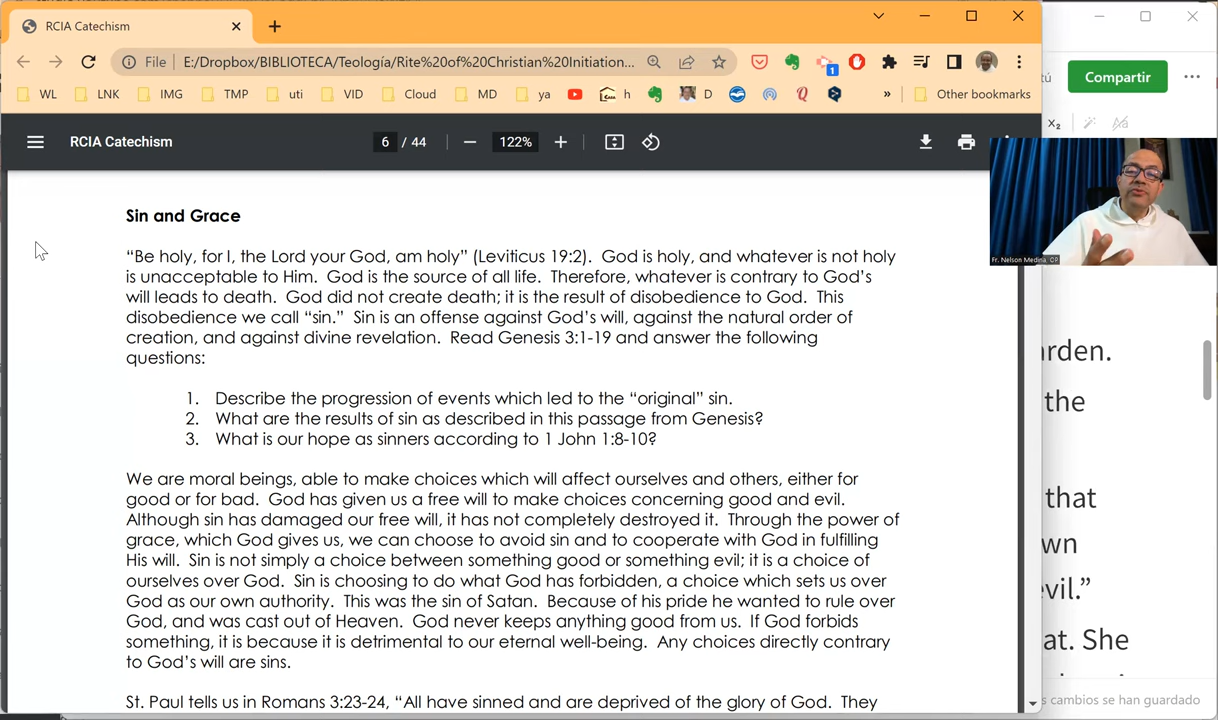 RCIA Catechism
File
E:/Dropbox/BIBLIOTECA/Teología/Rite%20of%20Christian%20Initiation...
WL
LNK
IMG
TMP
uti
VID
Cloud
MD
ya
h
D
»
Other bookmarks
tú
Compartir
RCIA Catechism
6 / 44
122%
Fr. Nelson Medina, OP
Sin and Grace
“Be holy, for I, the Lord your God, am holy” (Leviticus 19:2). God is holy, and whatever is not holy
is unacceptable to Him. God is the source of all life. Therefore, whatever is contrary to God’s
will leads to death. God did not create death; it is the result of disobedience to God. This
disobedience we call “sin.” Sin is an offense against God’s will, against the natural order of
creation, and against divine revelation. Read Genesis 3:1-19 and answer the following
questions:
1. Describe the progression of events which led to the “original” sin.
2. What are the results of sin as described in this passage from Genesis?
3. What is our hope as sinners according to 1 John 1:8-10?
We are moral beings, able to make choices which will affect ourselves and others, either for
good or for bad. God has given us a free will to make choices concerning good and evil.
Although sin has damaged our free will, it has not completely destroyed it. Through the power of
grace, which God gives us, we can choose to avoid sin and to cooperate with God in fulfilling
His will. Sin is not simply a choice between something good or something evil; it is a choice of
ourselves over God. Sin is choosing to do what God has forbidden, a choice which sets us over
God as our own authority. This was the sin of Satan. Because of his pride he wanted to rule over
God, and was cast out of Heaven. God never keeps anything good from us. If God forbids
something, it is because it is detrimental to our eternal well-being. Any choices directly contrary
to God’s will are sins.
St. Paul tells us in Romans 3:23-24, “All have sinned and are deprived of the glory of God. They
arden.
the
that
wn
evil.”
at. She
s cambios se han guardado